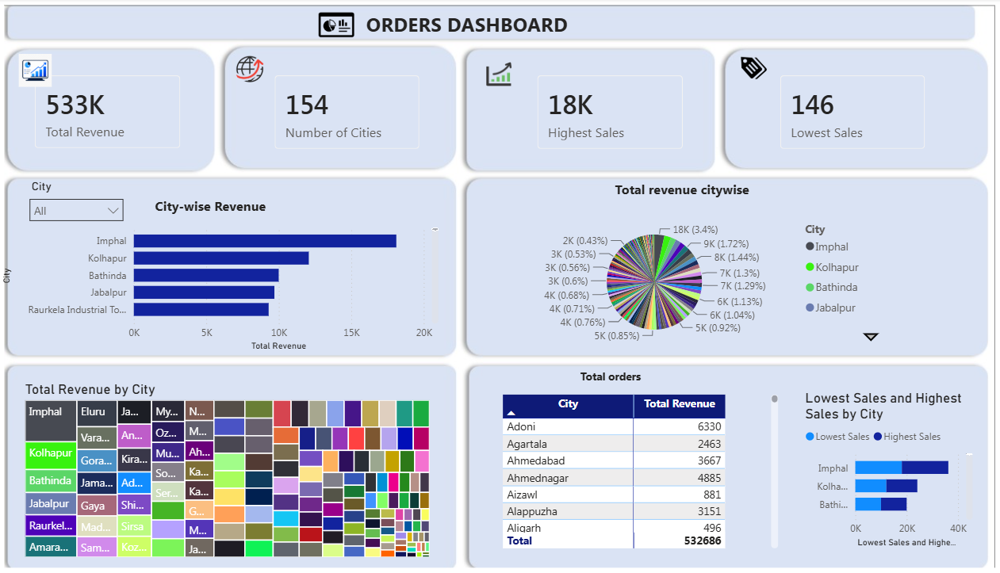 ORDERS DASHBOARD
533K
Total Revenue
154
Number of Cities
18K
Highest Sales
146
Lowest Sales
City
All
City-wise Revenue
City
Imphal
Kolhapur
Bathinda
Jabalpur
Raurkela Industrial To...
0K 5K 10K 15K 20K
Total Revenue
Total revenue citywise
18K (3.4%)
9K (1.72%)
8K (1.44%)
7K (1.3%)
7K (1.29%)
6K (1.13%)
6K (1.04%)
5K (0.92%)
5K (0.85%)
4K (0.76%)
4K (0.71%)
4K (0.68%)
3K (0.6%)
3K (0.56%)
3K (0.53%)
2K (0.43%)
City
Imphal
Kolhapur
Bathinda
Jabalpur
Total Revenue by City
Imphal
Kolhapur
Bathinda
Jabalpur
Raurkel...
Amara...
Eluru
Vara...
Gora...
Jama...
Gaya
Mad...
Sam...
Ja...
An...
Kira...
Ad...
Shi...
Sirsa
Koz...
My...
Oz...
Mu...
So...
Ser...
N...
M...
Ah...
Ka...
Ka...
G...
M...
Ja...
Total orders
City Total Revenue
Adoni 6330
Agartala 2463
Ahmedabad 3667
Ahmednagar 4885
Aizawl 881
Alappuzha 3151
Aligarh 496
Total 532686
Lowest Sales and Highest
Sales by City
Lowest Sales Highest Sales
Imphal
Kolha...
Bathi...
0K 20K 40K
Lowest Sales and Highe...